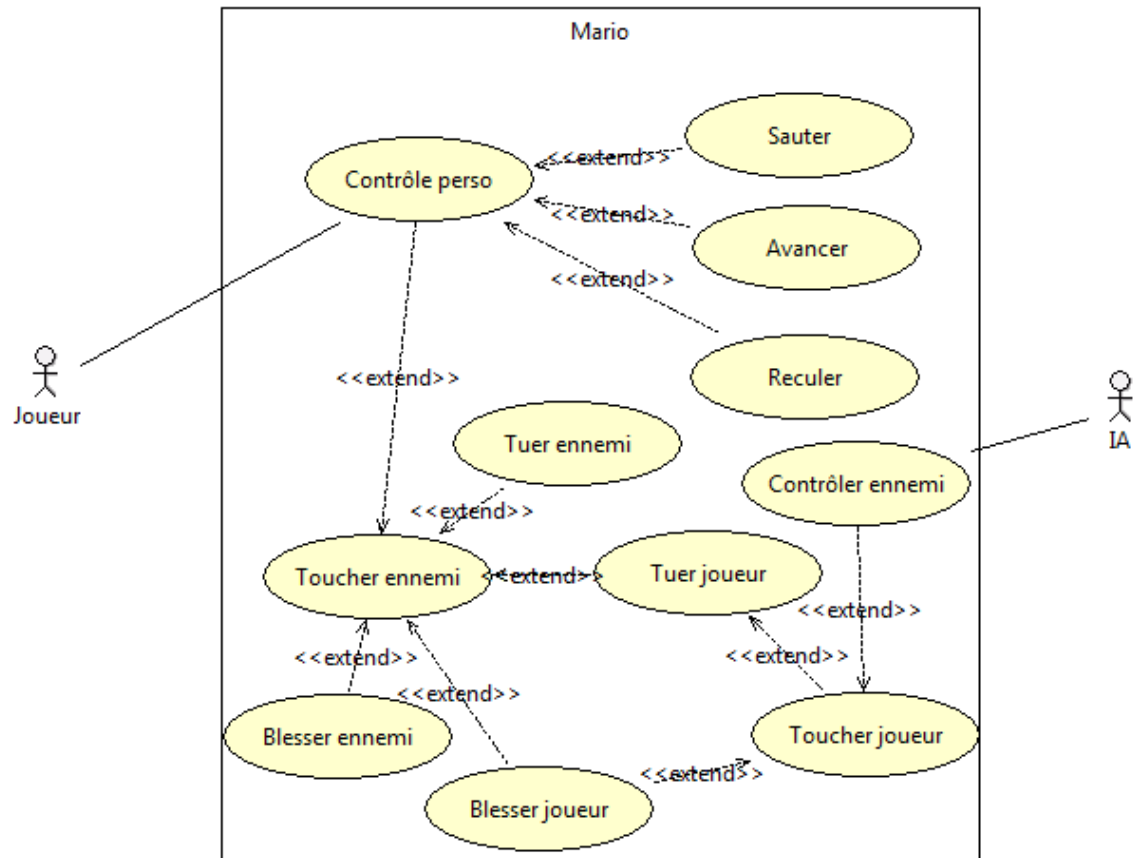 Mario
Sauter
<<extend>>
Contrôle perso
<<extend>>
Avancer
<<extend>>
Joueur
<<extend>>
Reculer
IA
Tuer ennemi
Contrôler ennemi
<<extend>>
Toucher ennemi
<<extend>>
Tuer joueur
<<extend>>
<<extend>>
<<extend>>
<<extend>>
Blesser ennemi
Toucher joueur
<<extend>>
Blesser joueur